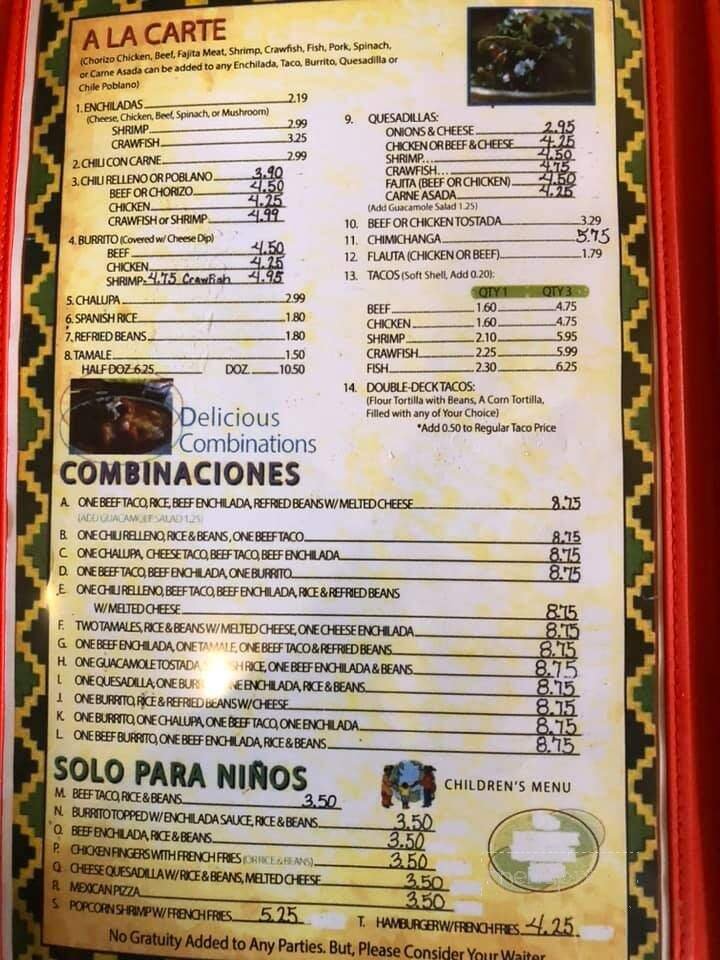 A LA CARTE
(Chorizo Chicken, Beef, Fajita Meat, Shrimp, Crawfish, Fish, Pork, Spinach,
or Carne Asada can be added to any Enchilada, Taco, Burrito, Quesadilla or
Chile Poblano)
1. ENCHILADAS 2.19
(Cheese, Chicken, Beef, Spinach, or Mushroom)
SHRIMP 2.99
CRAWFISH 3.25
2. CHILI CON CARNE 2.99
3. CHILI RELLENO OR POBLANO 3.90
BEEF OR CHORIZO 4.50
CHICKEN 4.25
CRAWFISH or SHRIMP 4.99
4. BURRITO (Covered w/ Cheese Dip)
BEEF 4.50
CHICKEN 4.25
SHRIMP 4.75 Crawfish 4.95
5. CHALUPA 2.99
6. SPANISH RICE 1.80
7. REFRIED BEANS 1.80
8. TAMALE 1.50
HALF DOZ. 6.25 DOZ. 10.50
9. QUESADILLAS:
ONIONS & CHEESE 2.95
CHICKEN OR BEEF & CHEESE 4.25
SHRIMP... 4.50
CRAWFISH 4.75
FAJITA (BEEF OR CHICKEN) 4.50
CARNE ASADA 4.25
(Add Guacamole Salad 1.25)
10. BEEF OR CHICKEN TOSTADA 3.29
11. CHIMICHANGA 5.75
12. FLAUTA (CHICKEN OR BEEF) 1.79
13. TACOS (Soft Shell, Add 0.20):
QTY 1 QTY 3
BEEF 1.60 4.75
CHICKEN 1.60 4.75
SHRIMP 2.10 5.95
CRAWFISH 2.25 5.99
FISH 2.30 6.25
14. DOUBLE-DECK TACOS:
(Flour Tortilla with Beans, A Corn Tortilla,
Filled with any of Your Choice)
*Add 0.50 to Regular Taco Price
Delicious
Combinations
COMBINACIONES
A. ONE BEEF TACO, RICE, BEEF ENCHILADA, REFRIED BEANS W/ MELTED CHEESE 8.75
(ADD GUACAMOLE SALAD 1.25)
B. ONE CHILI RELLENO, RICE & BEANS, ONE BEEF TACO 8.75
C. ONE CHALUPA, CHEESE TACO, BEEF TACO, BEEF ENCHILADA 8.75
D. ONE BEEF TACO, BEEF ENCHILADA, ONE BURRITO 8.75
E. ONE CHILI RELLENO, BEEF TACO, BEEF ENCHILADA, RICE & REFRIED BEANS
W/ MELTED CHEESE 8.75
F. TWO TAMALES, RICE & BEANS W/ MELTED CHEESE, ONE CHEESE ENCHILADA 8.75
G. ONE BEEF ENCHILADA, ONE TAMALE, ONE BEEF TACO & REFRIED BEANS 8.75
H. ONE GUACAMOLE TOSTADA, RICE, ONE BEEF ENCHILADA & BEANS 8.75
I. ONE QUESADILLA, ONE ENCHILADA, RICE & BEANS 8.75
J. ONE BURRITO, RICE & REFRIED BEANS W/ CHEESE 8.75
K. ONE BURRITO, ONE CHALUPA, ONE BEEF TACO, ONE ENCHILADA 8.75
L. ONE BEEF BURRITO, ONE BEEF ENCHILADA, RICE & BEANS 8.75
SOLO PARA NIÑOS
CHILDREN'S MENU
M. BEEF TACO, RICE & BEANS 3.50
N. BURRITO TOPPED W/ ENCHILADA SAUCE, RICE & BEANS 3.50
O. BEEF ENCHILADA, RICE & BEANS 3.50
P. CHICKEN FINGERS WITH FRENCH FRIES (OR RICE & BEANS) 3.50
Q. CHEESE QUESADILLA W/ RICE & BEANS, MELTED CHEESE 3.50
R. MEXICAN PIZZA 3.50
S. POPCORN SHRIMP W/ FRENCH FRIES 5.25
T. HAMBURGER W/ FRENCH FRIES 4.25
No Gratuity Added to Any Parties. But, Please Consider Your Waiter